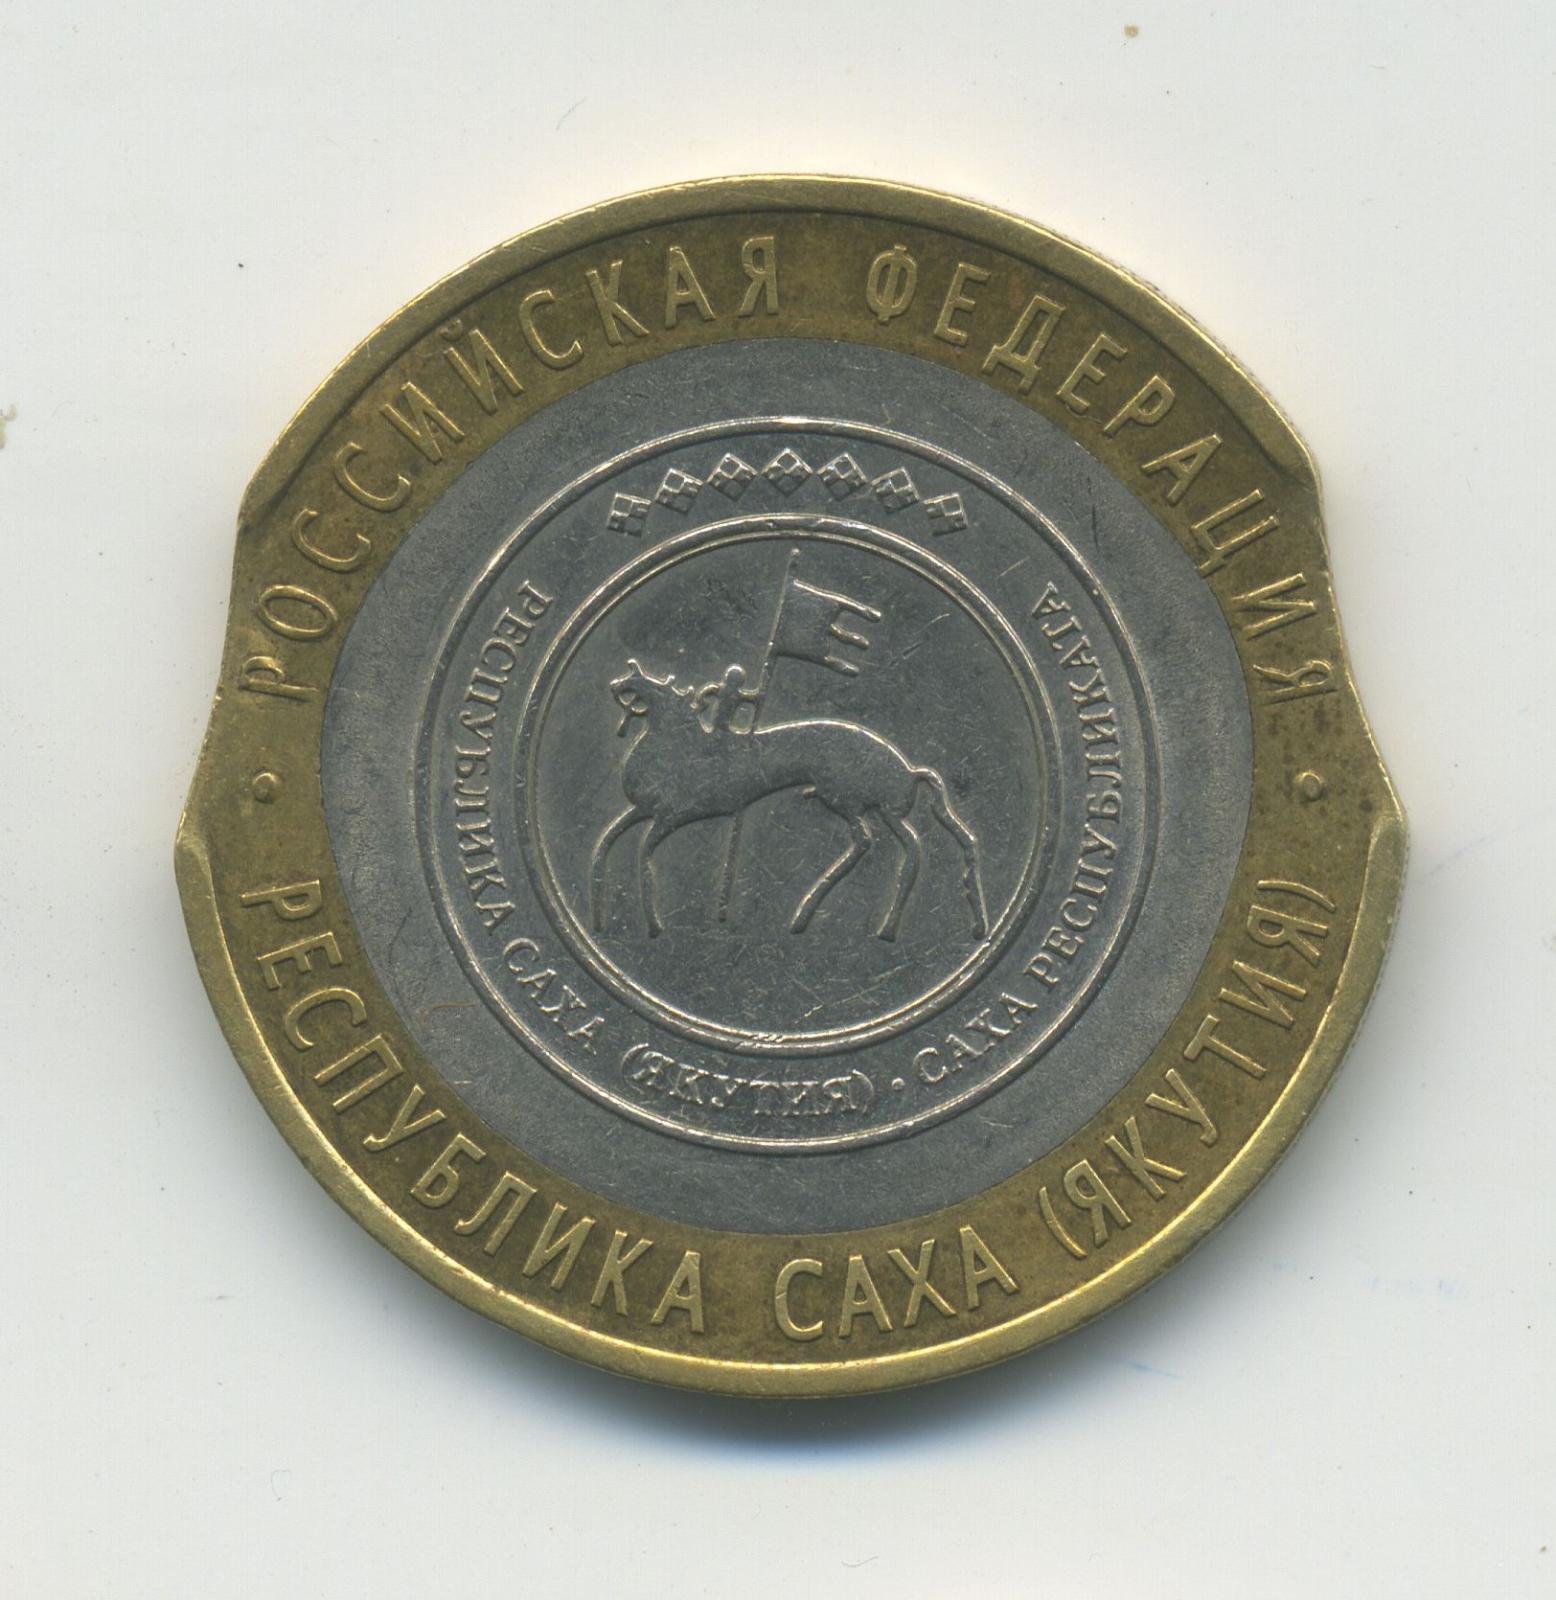 РОССИЙСКАЯ ФЕДЕРАЦИЯ
РЕСПУБЛИКА САХА (ЯКУТИЯ)
РЕСПУБЛИКА САХА (ЯКУТИЯ) • САХА РЕСПУБЛИКАТА